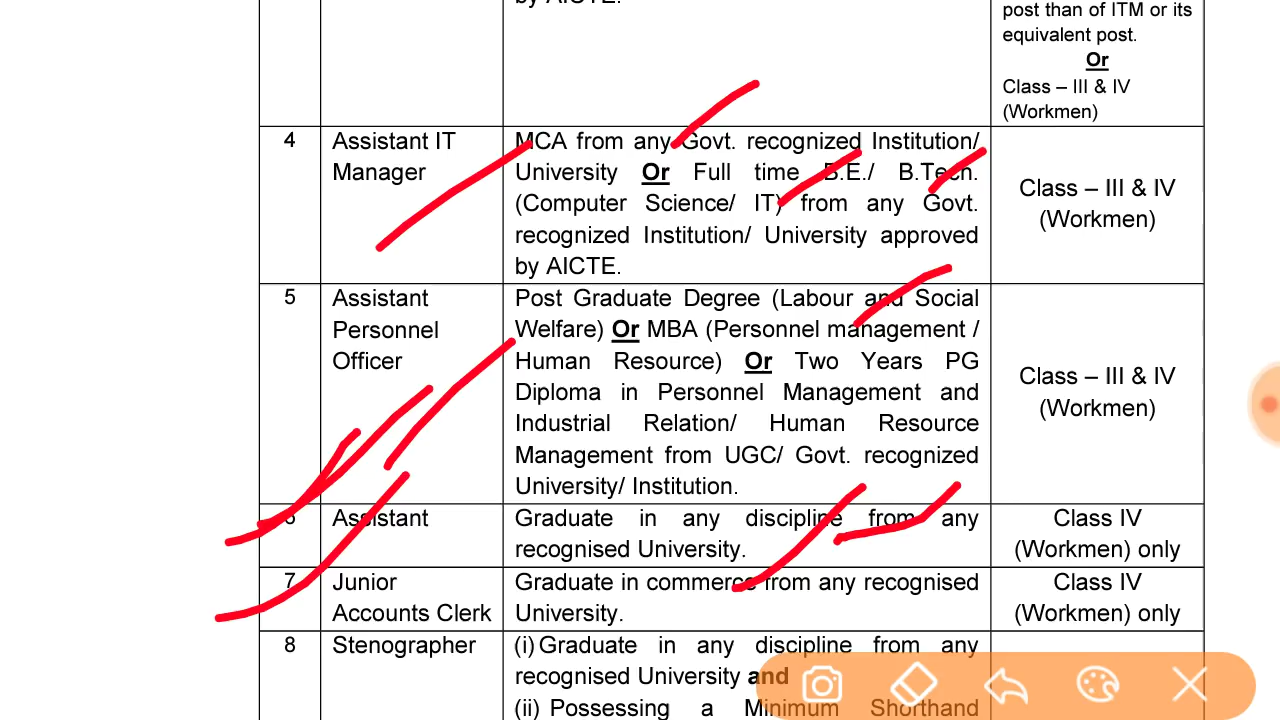 by AICTE.
post than of ITM or its
equivalent post.
Or
Class – III & IV
(Workmen)
4
Assistant IT
Manager
MCA from any Govt. recognized Institution/
University Or Full time B.E./ B.Tech.
(Computer Science/ IT) from any Govt.
recognized Institution/ University approved
by AICTE.
Class – III & IV
(Workmen)
5
Assistant
Personnel
Officer
Post Graduate Degree (Labour and Social
Welfare) Or MBA (Personnel management /
Human Resource) Or Two Years PG
Diploma in Personnel Management and
Industrial Relation/ Human Resource
Management from UGC/ Govt. recognized
University/ Institution.
Class – III & IV
(Workmen)
6
Assistant
Graduate in any discipline from any
recognised University.
Class IV
(Workmen) only
7
Junior
Accounts Clerk
Graduate in commerce from any recognised
University.
Class IV
(Workmen) only
8
Stenographer
(i) Graduate in any discipline from any
recognised University and
(ii) Possessing a Minimum Shorthand